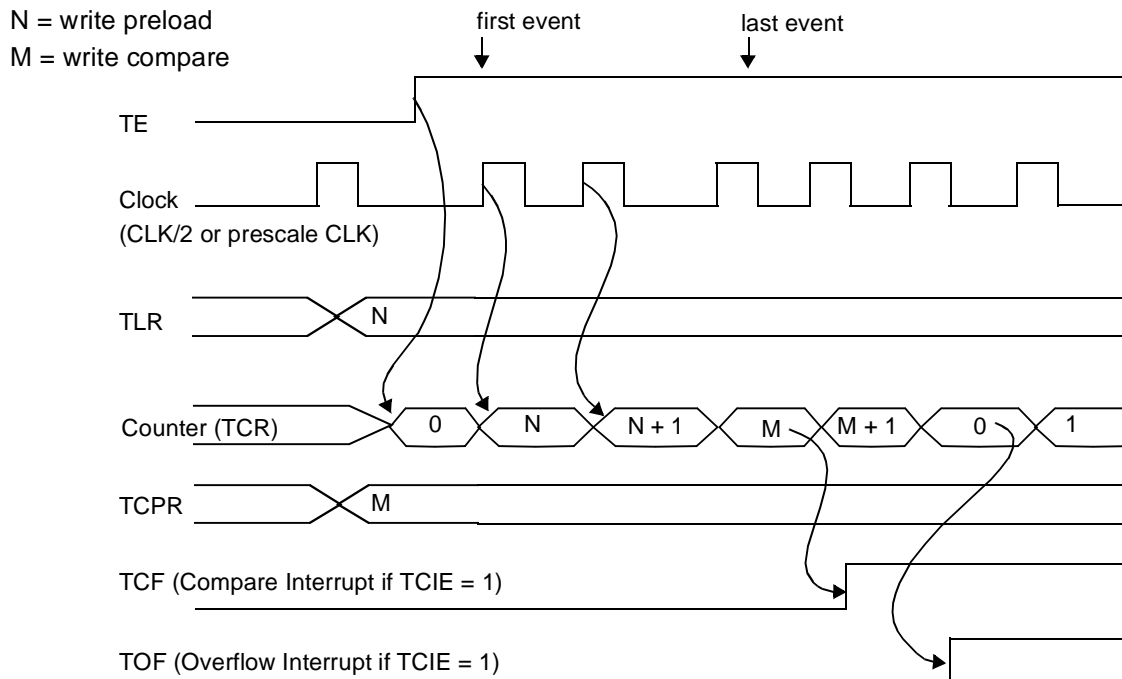 N = write preload
first event
last event
M = write compare
TE
Clock
(CLK/2 or prescale CLK)
TLR
N
Counter (TCR)
0
N
N + 1
M
M + 1
0
1
TCPR
M
TCF (Compare Interrupt if TCIE = 1)
TOF (Overflow Interrupt if TCIE = 1)